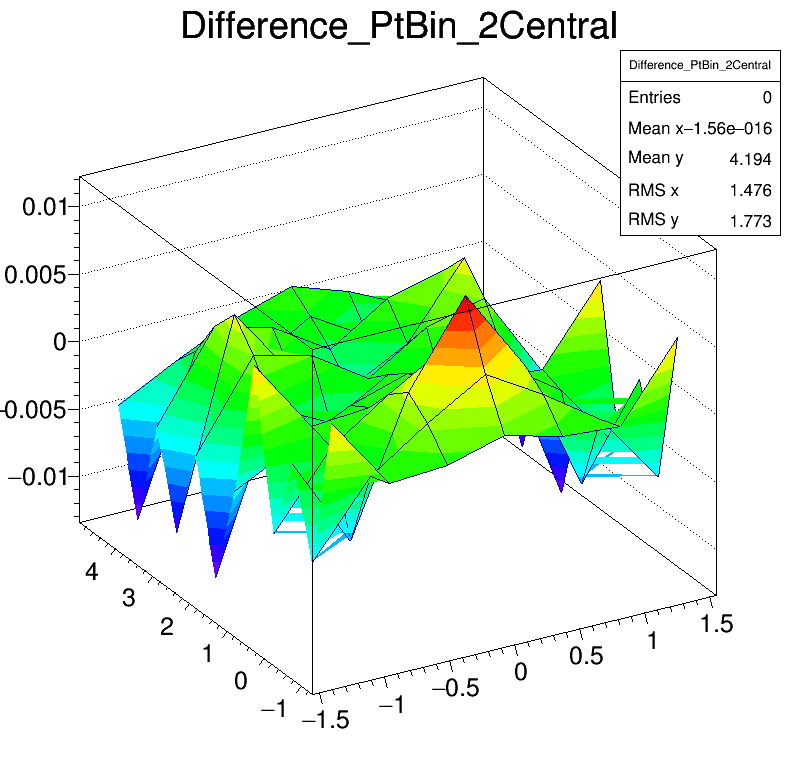 Difference_PtBin_2Central
Difference_PtBin_2Central
Entries 0
Mean x −1.56e−016
Mean y 4.194
RMS x 1.476
RMS y 1.773
0.01
0.005
0
−0.005
−0.01
4
3
2
1
0
−1
−1.5
−1
−0.5
0
0.5
1
1.5